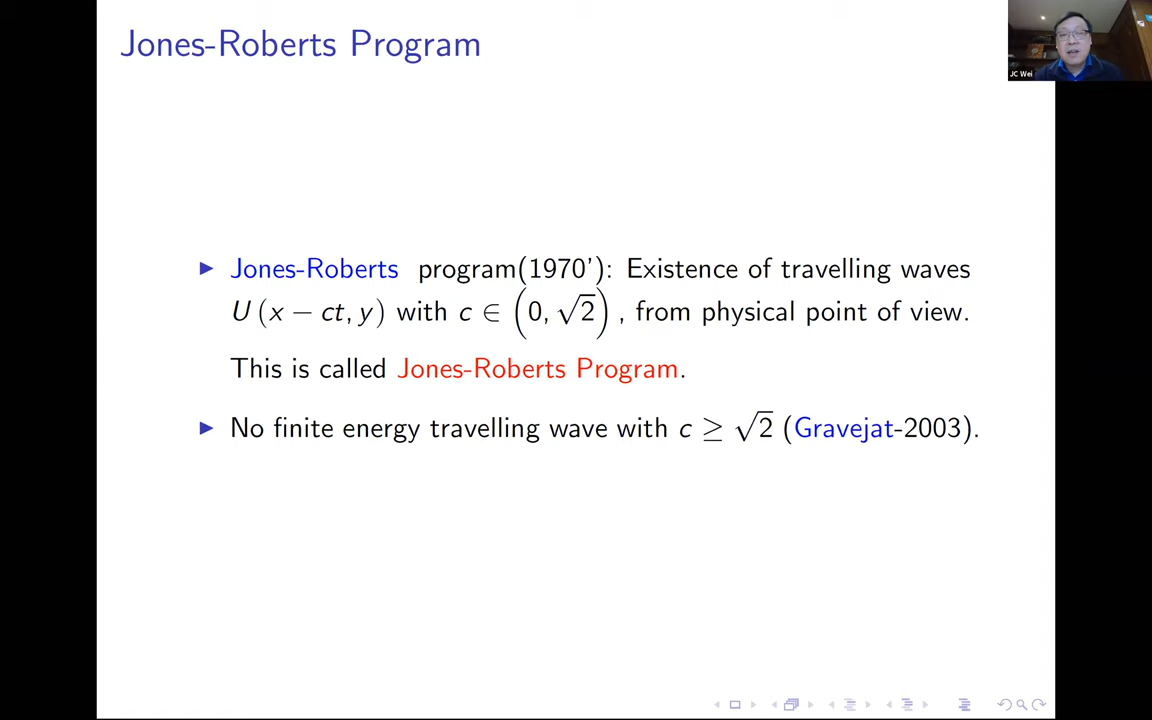 Jones-Roberts Program
JC Wei
▶ Jones-Roberts program(1970'): Existence of travelling waves
U (x − ct, y) with c ∈ (0, √2) , from physical point of view.
This is called Jones-Roberts Program.
▶ No finite energy travelling wave with c ≥ √2 (Gravejat-2003).